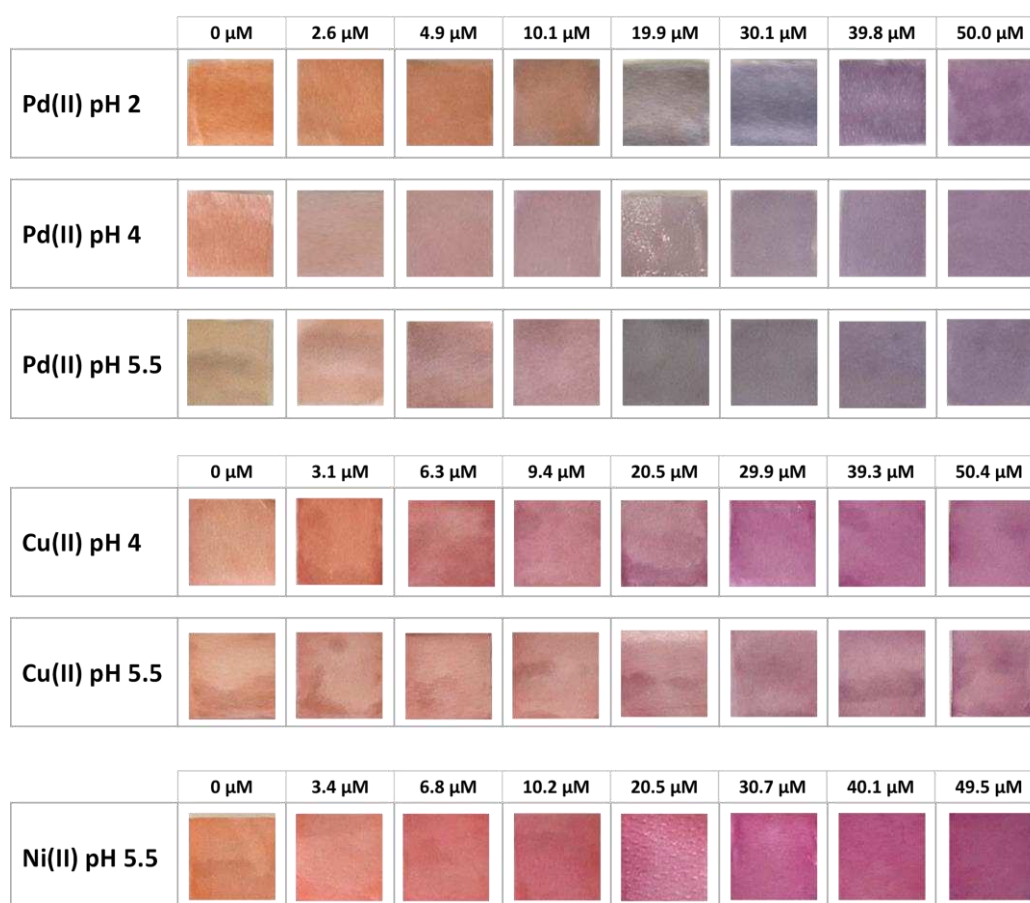 0 µM 2.6 µM 4.9 µM 10.1 µM 19.9 µM 30.1 µM 39.8 µM 50.0 µM
Pd(II) pH 2
Pd(II) pH 4
Pd(II) pH 5.5
0 µM 3.1 µM 6.3 µM 9.4 µM 20.5 µM 29.9 µM 39.3 µM 50.4 µM
Cu(II) pH 4
Cu(II) pH 5.5
0 µM 3.4 µM 6.8 µM 10.2 µM 20.5 µM 30.7 µM 40.1 µM 49.5 µM
Ni(II) pH 5.5